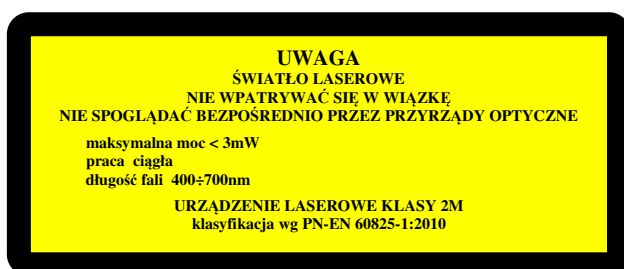 UWAGA
ŚWIATŁO LASEROWE
NIE WPATRYWAĆ SIĘ W WIĄZKĘ
NIE SPOGLĄDAĆ BEZPOŚREDNIO PRZEZ PRZYRZĄDY OPTYCZNE
maksymalna moc < 3mW
praca ciągła
długość fali 400÷700nm
URZĄDZENIE LASEROWE KLASY 2M
klasyfikacja wg PN-EN 60825-1:2010